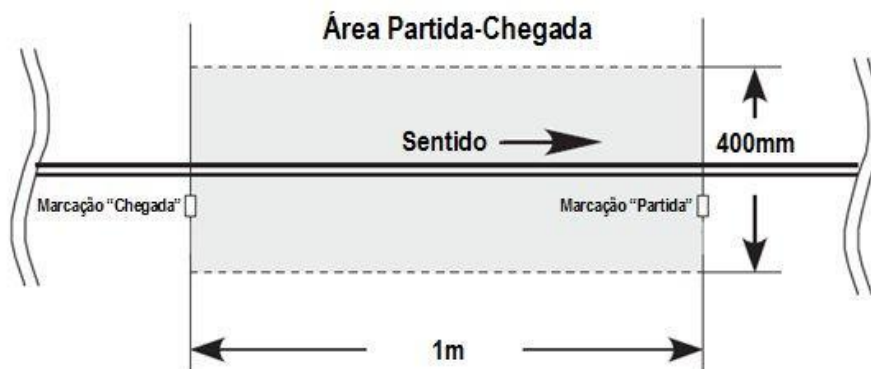 Área Partida-Chegada
Sentido
400mm
Marcação “Chegada”
Marcação “Partida”
1m